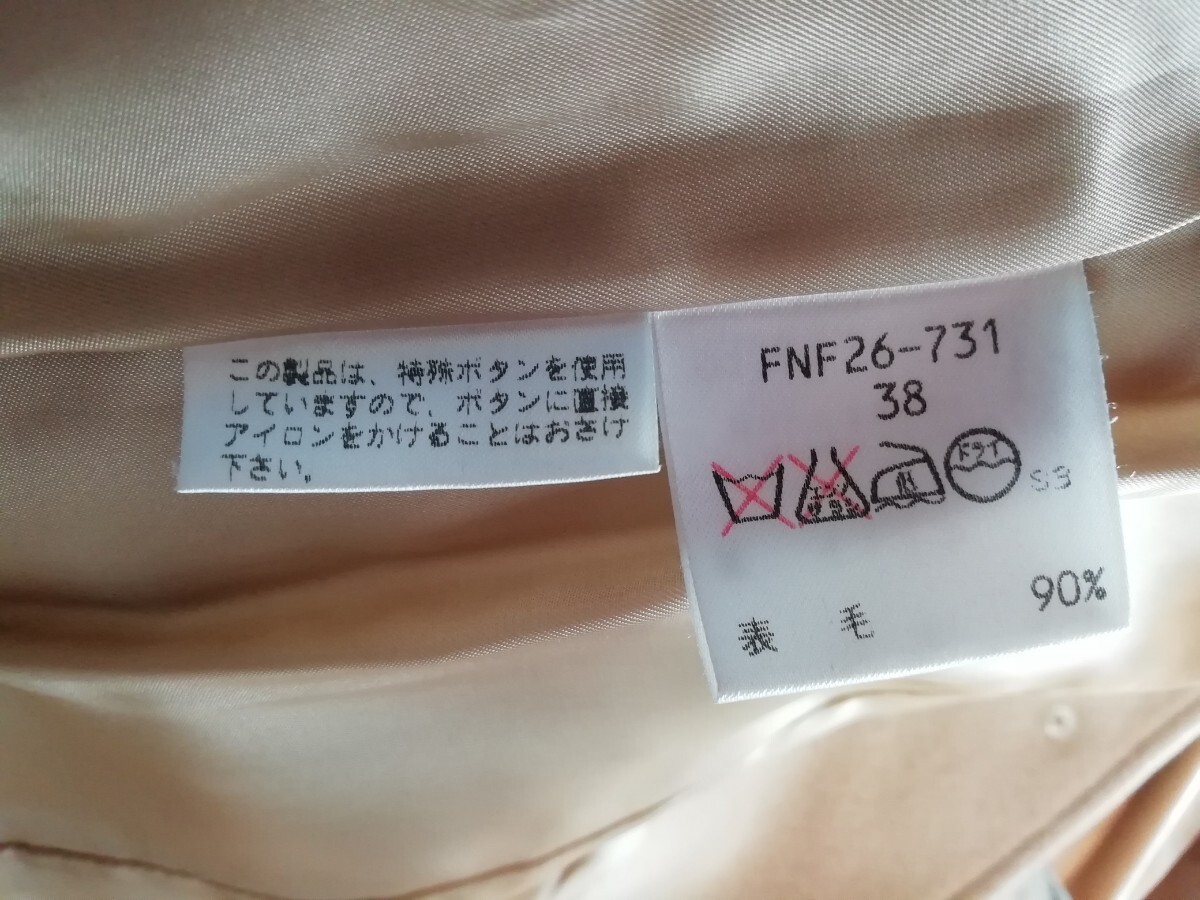 この製品は、特殊ボタンを使用
していますので、ボタンに直接
アイロンをかけることはおさけ
下さい。
FNF26-731
38
ドライ
S3
表 毛 90%